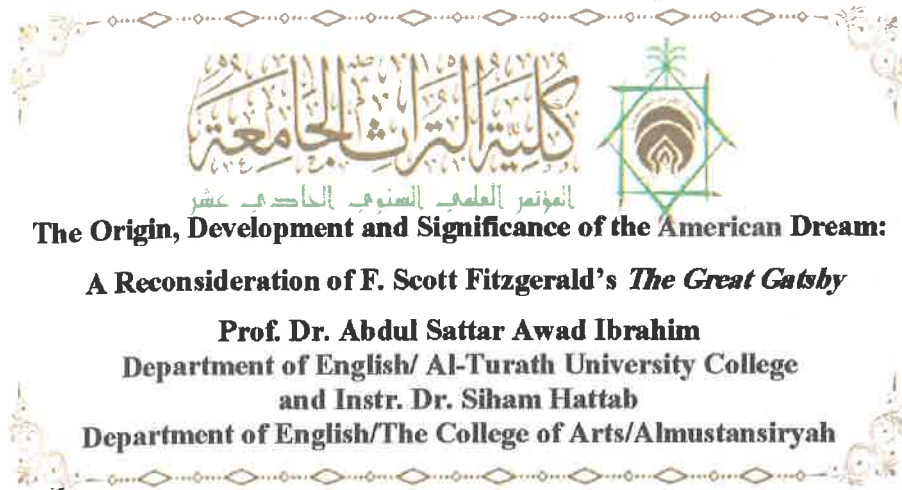 كلية التراث الجامعة
المؤتمر العلمي السنوي الحادي عشر
The Origin, Development and Significance of the American Dream:
A Reconsideration of F. Scott Fitzgerald’s The Great Gatsby
Prof. Dr. Abdul Sattar Awad Ibrahim
Department of English/ Al-Turath University College
and Instr. Dr. Siham Hattab
Department of English/The College of Arts/Almustansiryah